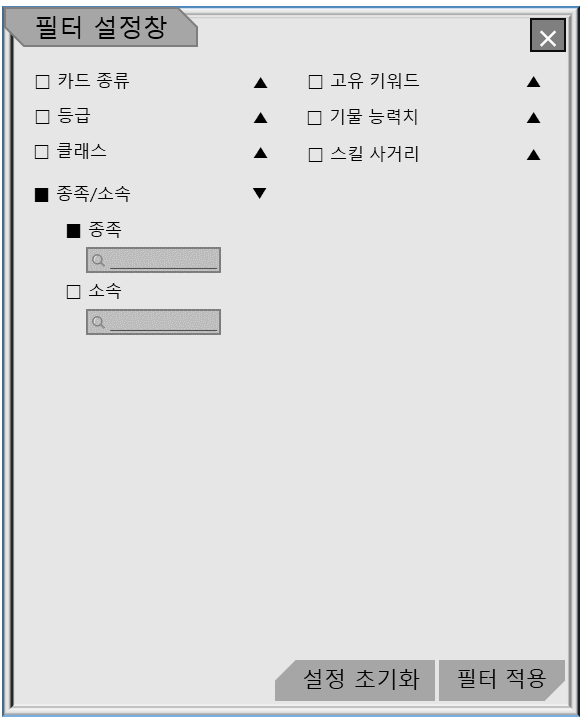 필터 설정창
□ 카드 종류 ▲
□ 등급 ▲
□ 클래스 ▲
■ 종족/소속 ▼
■ 종족
□ 소속
□ 고유 키워드 ▲
□ 기물 능력치 ▲
□ 스킬 사거리 ▲
설정 초기화
필터 적용